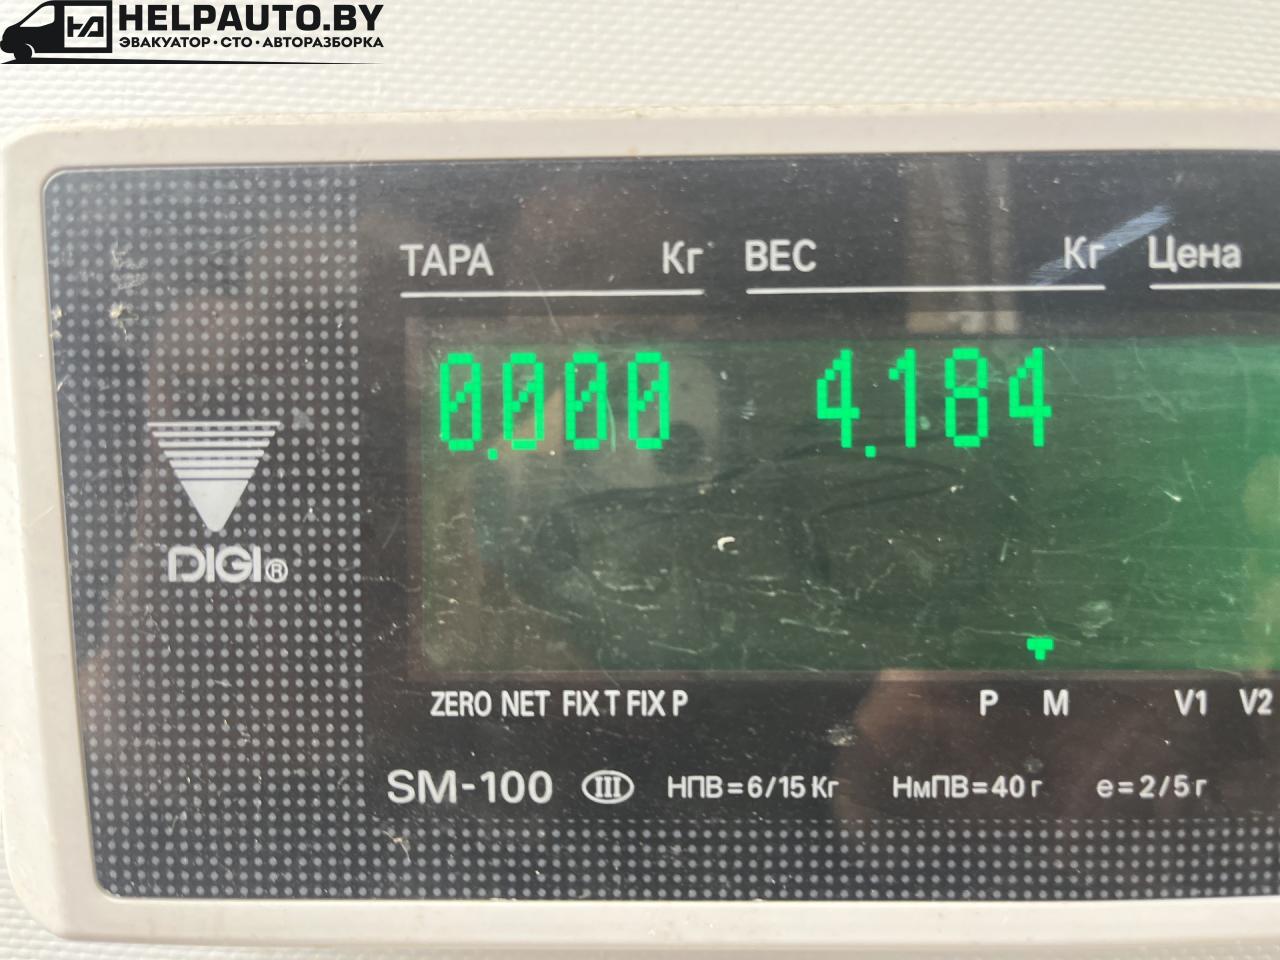 HELPAUTO.BY
ЭВАКУАТОР • СТО • АВТОРАЗБОРКА
ТАРА Кг ВЕС Кг Цена
0.000 4.184
DIGI®
ZERO NET FIX T FIX P P M V1 V2
SM-100 III НПВ=6/15 Кг НмПВ=40 г e=2/5 г